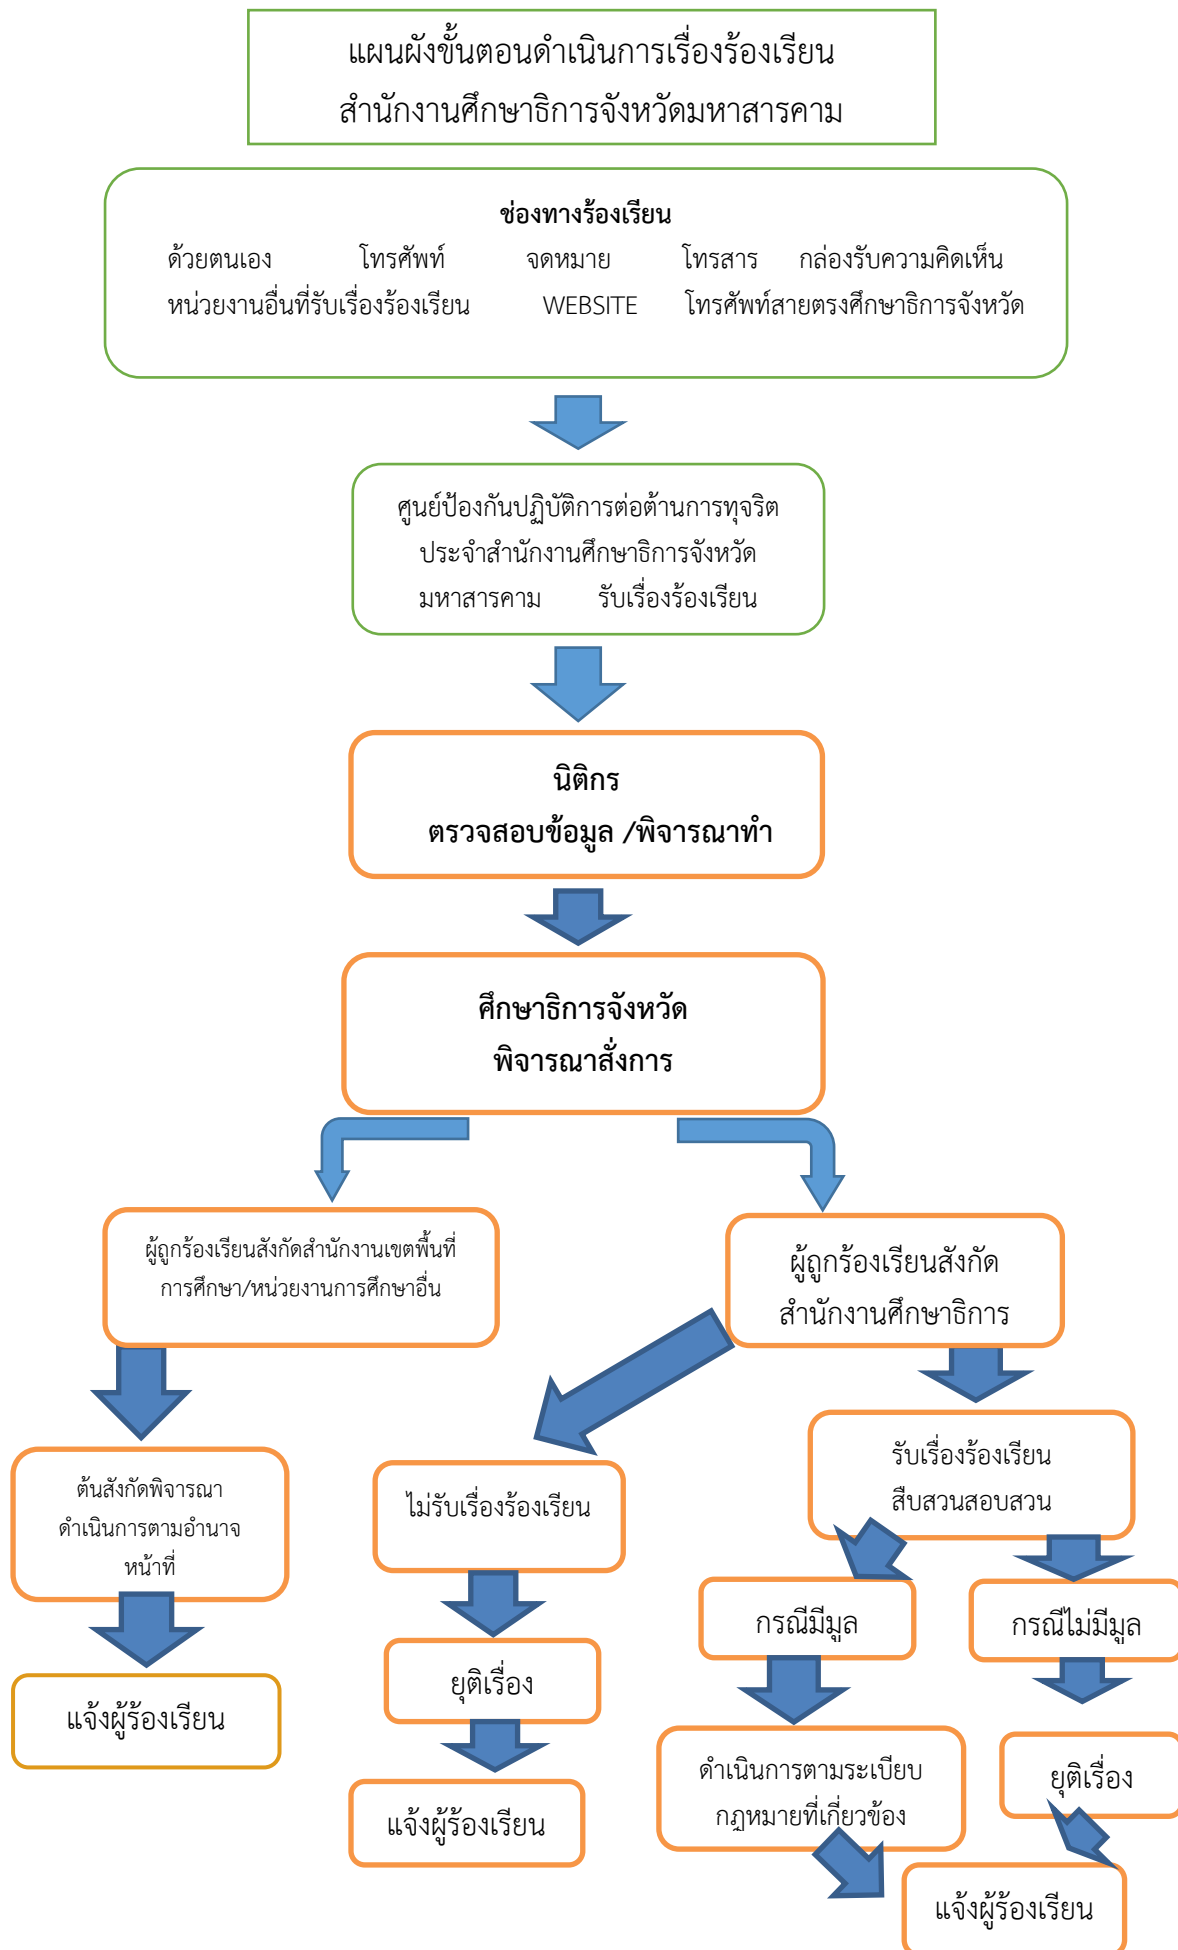 แผนผังขั้นตอนดำเนินการเรื่องร้องเรียน
สำนักงานศึกษาธิการจังหวัดมหาสารคาม
ช่องทางร้องเรียน
ด้วยตนเอง โทรศัพท์ จดหมาย โทรสาร กล่องรับความคิดเห็น
หน่วยงานอื่นที่รับเรื่องร้องเรียน WEBSITE โทรศัพท์สายตรงศึกษาธิการจังหวัด
ศูนย์ป้องกันปฏิบัติการต่อต้านการทุจริต
ประจำสำนักงานศึกษาธิการจังหวัด
มหาสารคาม รับเรื่องร้องเรียน
นิติกร
ตรวจสอบข้อมูล /พิจารณาทำ
ศึกษาธิการจังหวัด
พิจารณาสั่งการ
ผู้ถูกร้องเรียนสังกัดสำนักงานเขตพื้นที่
การศึกษา/หน่วยงานการศึกษาอื่น
ผู้ถูกร้องเรียนสังกัด
สำนักงานศึกษาธิการ
ต้นสังกัดพิจารณา
ดำเนินการตามอำนาจ
หน้าที่
ไม่รับเรื่องร้องเรียน
รับเรื่องร้องเรียน
สืบสวนสอบสวน
กรณีมีมูล
กรณีไม่มีมูล
แจ้งผู้ร้องเรียน
ยุติเรื่อง
แจ้งผู้ร้องเรียน
ดำเนินการตามระเบียบ
กฎหมายที่เกี่ยวข้อง
ยุติเรื่อง
แจ้งผู้ร้องเรียน